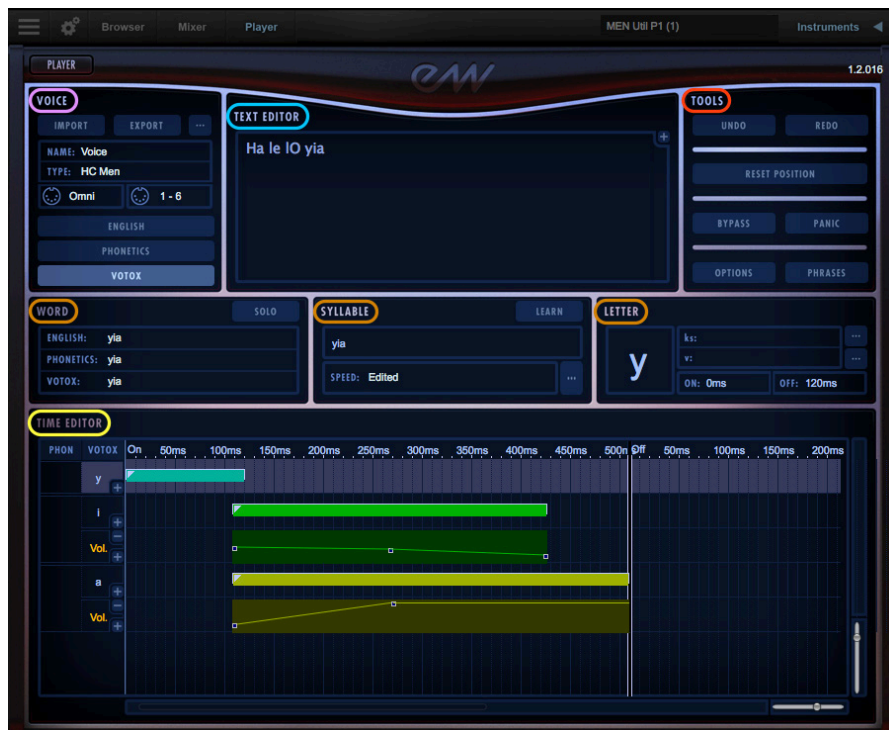 Browser Mixer Player MEN Util P1 (1) Instruments
PLAYER
EW
1.2.016
VOICE
IMPORT EXPORT ...
NAME: Voice
TYPE: HC Men
Omni 1 - 6
ENGLISH
PHONETICS
VOTOX
TEXT EDITOR
+
Ha le lO yia
TOOLS
UNDO REDO
RESET POSITION
BYPASS PANIC
OPTIONS PHRASES
WORD SOLO
ENGLISH: yia
PHONETICS: yia
VOTOX: yia
SYLLABLE LEARN
yia
SPEED: Edited ...
LETTER
y
ks: ...
v: ...
ON: 0ms OFF: 120ms
TIME EDITOR
PHON VOTOX On 50ms 100ms 150ms 200ms 250ms 300ms 350ms 400ms 450ms 500m Off 50ms 100ms 150ms 200ms
y
+
i
+
Vol. − +
a
+
Vol. − +